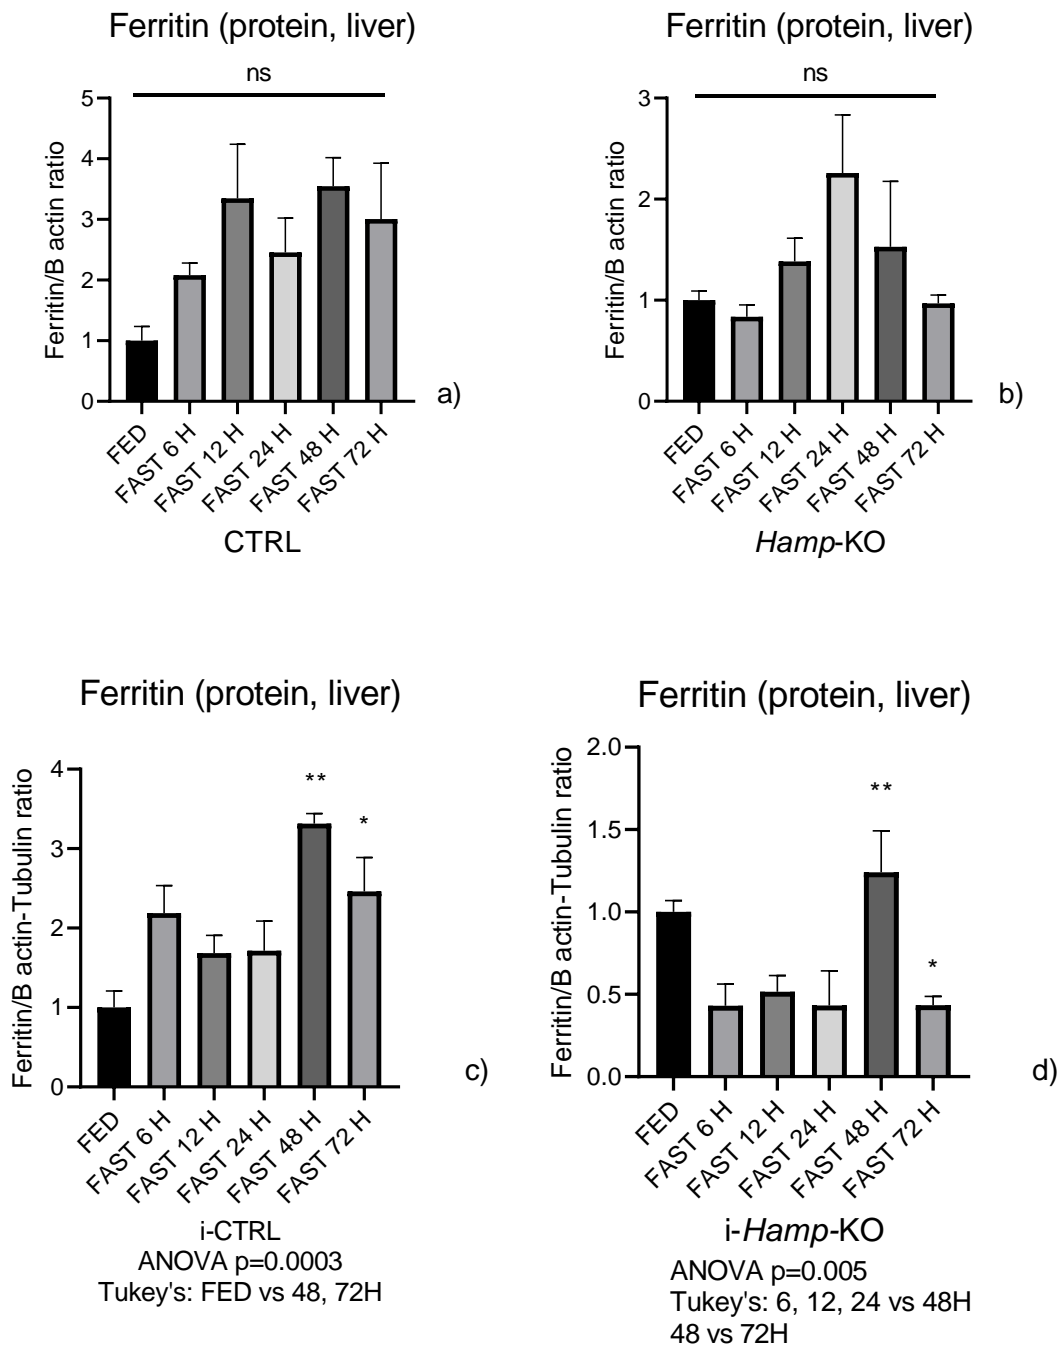 Ferritin (protein, liver)
ns
Ferritin/B actin ratio
5
4
3
2
1
0
FED
FAST 6 H
FAST 12 H
FAST 24 H
FAST 48 H
FAST 72 H
CTRL
a)
Ferritin (protein, liver)
ns
Ferritin/B actin ratio
3
2
1
0
FED
FAST 6 H
FAST 12 H
FAST 24 H
FAST 48 H
FAST 72 H
Hamp-KO
b)
Ferritin (protein, liver)
Ferritin/B actin-Tubulin ratio
4
3
2
1
0
**
*
FED
FAST 6 H
FAST 12 H
FAST 24 H
FAST 48 H
FAST 72 H
c)
i-CTRL
ANOVA p=0.0003
Tukey's: FED vs 48, 72H
Ferritin (protein, liver)
Ferritin/B actin-Tubulin ratio
2.0
1.5
1.0
0.5
0.0
**
*
FED
FAST 6 H
FAST 12 H
FAST 24 H
FAST 48 H
FAST 72 H
d)
i-Hamp-KO
ANOVA p=0.005
Tukey's: 6, 12, 24 vs 48H
48 vs 72H